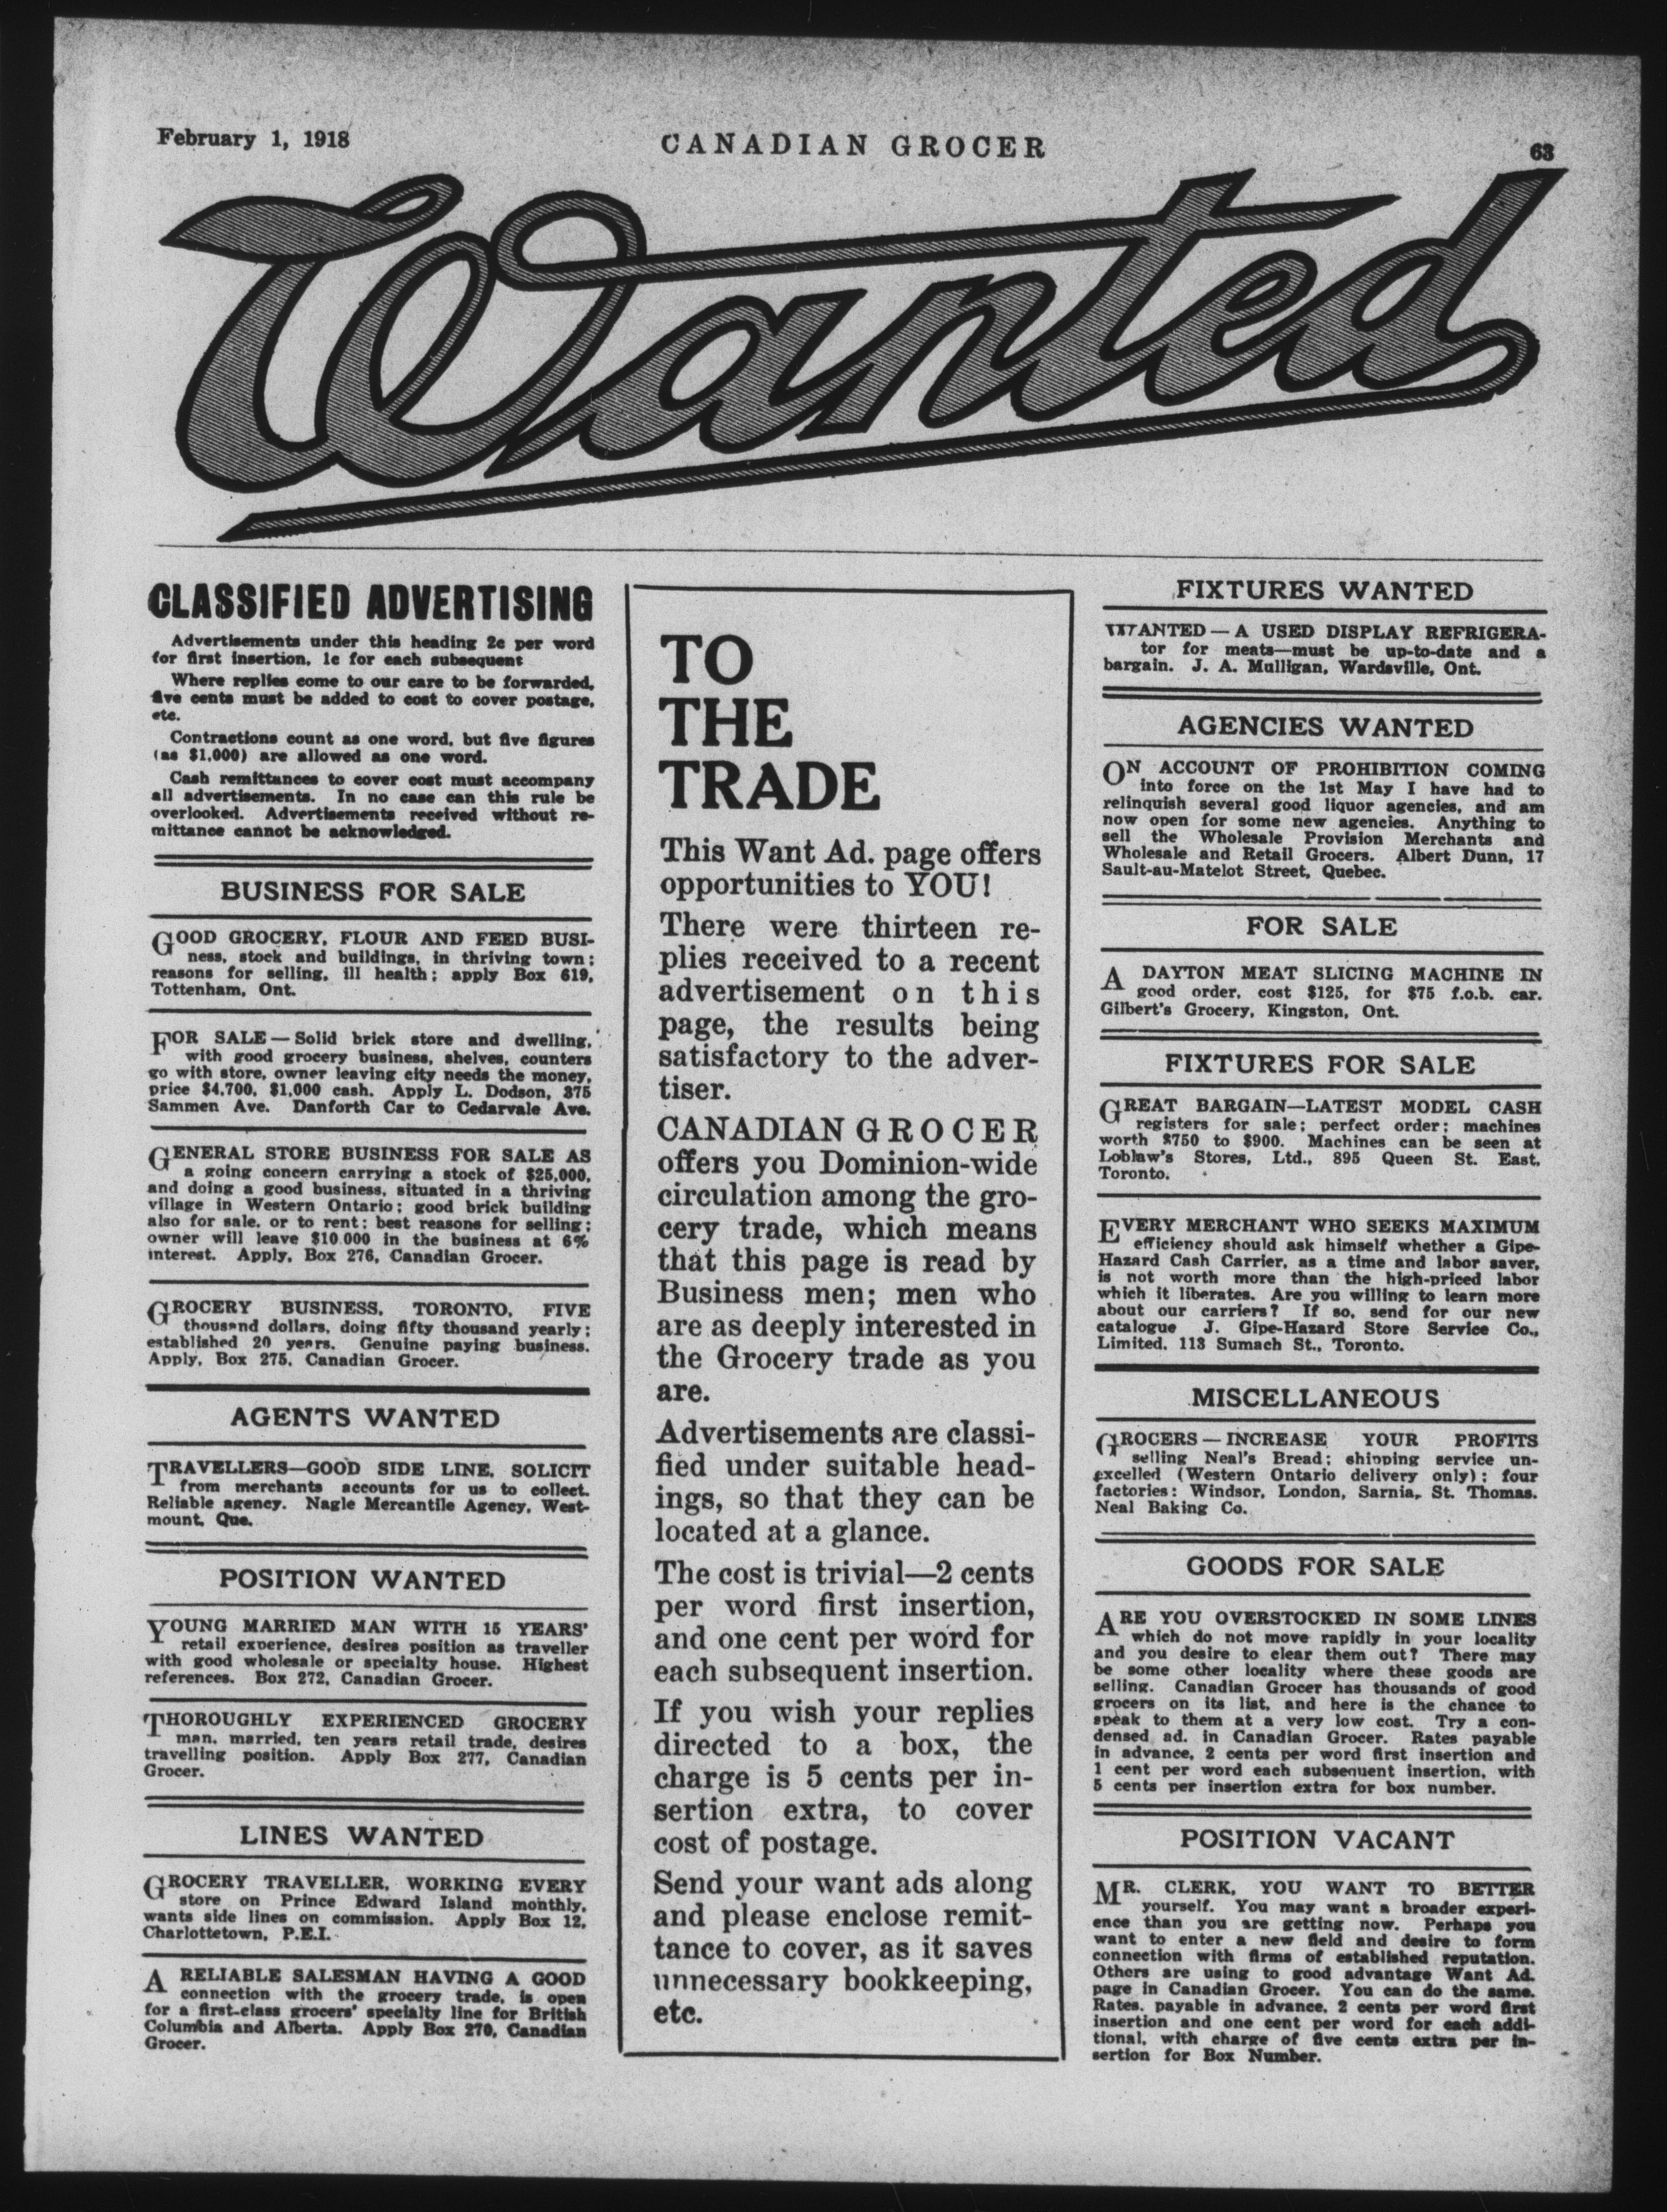 February 1, 1918
CANADIAN GROCER
63
Wanted
CLASSIFIED ADVERTISING
Advertisements under this heading 2c per word
for first insertion, 1c for each subsequent
Where replies come to our care to be forwarded,
five cents must be added to cost to cover postage,
etc.
Contractions count as one word, but five figures
(as $1,000) are allowed as one word.
Cash remittances to cover cost must accompany
all advertisements. In no case can this rule be
overlooked. Advertisements received without re-
mittance cannot be acknowledged.
BUSINESS FOR SALE
GOOD GROCERY, FLOUR AND FEED BUSI-
ness, stock and buildings, in thriving town;
reasons for selling, ill health; apply Box 619,
Tottenham, Ont.
FOR SALE — Solid brick store and dwelling,
with good grocery business, shelves, counters
go with store, owner leaving city needs the money,
price $4,700, $1,000 cash. Apply L. Dodson, 375
Sammen Ave. Danforth Car to Cedarvale Ave.
GENERAL STORE BUSINESS FOR SALE AS
a going concern carrying a stock of $25,000,
and doing a good business, situated in a thriving
village in Western Ontario; good brick building
also for sale, or to rent; best reasons for selling;
owner will leave $10 000 in the business at 6%
interest. Apply, Box 276, Canadian Grocer.
GROCERY BUSINESS, TORONTO, FIVE
thousand dollars, doing fifty thousand yearly;
established 20 years. Genuine paying business.
Apply, Box 275, Canadian Grocer.
AGENTS WANTED
TRAVELLERS—GOOD SIDE LINE, SOLICIT
from merchants accounts for us to collect.
Reliable agency. Nagle Mercantile Agency, West-
mount, Que.
POSITION WANTED
YOUNG MARRIED MAN WITH 15 YEARS'
retail experience, desires position as traveller
with good wholesale or specialty house. Highest
references. Box 272, Canadian Grocer.
THOROUGHLY EXPERIENCED GROCERY
man, married, ten years retail trade, desires
travelling position. Apply Box 277, Canadian
Grocer.
LINES WANTED
GROCERY TRAVELLER, WORKING EVERY
store on Prince Edward Island monthly,
wants side lines on commission. Apply Box 12,
Charlottetown, P.E.I.
A RELIABLE SALESMAN HAVING A GOOD
connection with the grocery trade, is open
for a first-class grocers' specialty line for British
Columbia and Alberta. Apply Box 270, Canadian
Grocer.
TO
THE
TRADE
This Want Ad. page offers
opportunities to YOU!
There were thirteen re-
plies received to a recent
advertisement on this
page, the results being
satisfactory to the adver-
tiser.
CANADIAN GROCER
offers you Dominion-wide
circulation among the gro-
cery trade, which means
that this page is read by
Business men; men who
are as deeply interested in
the Grocery trade as you
are.
Advertisements are classi-
fied under suitable head-
ings, so that they can be
located at a glance.
The cost is trivial—2 cents
per word first insertion,
and one cent per word for
each subsequent insertion.
If you wish your replies
directed to a box, the
charge is 5 cents per in-
sertion extra, to cover
cost of postage.
Send your want ads along
and please enclose remit-
tance to cover, as it saves
unnecessary bookkeeping,
etc.
FIXTURES WANTED
WANTED — A USED DISPLAY REFRIGERA-
tor for meats—must be up-to-date and a
bargain. J. A. Mulligan, Wardsville, Ont.
AGENCIES WANTED
ON ACCOUNT OF PROHIBITION COMING
into force on the 1st May I have had to
relinquish several good liquor agencies, and am
now open for some new agencies. Anything to
sell the Wholesale Provision Merchants and
Wholesale and Retail Grocers. Albert Dunn, 17
Sault-au-Matelot Street, Quebec.
FOR SALE
A DAYTON MEAT SLICING MACHINE IN
good order, cost $125, for $75 f.o.b. car.
Gilbert's Grocery, Kingston, Ont.
FIXTURES FOR SALE
GREAT BARGAIN—LATEST MODEL CASH
registers for sale; perfect order; machines
worth $750 to $900. Machines can be seen at
Loblaw's Stores, Ltd., 895 Queen St. East,
Toronto.
EVERY MERCHANT WHO SEEKS MAXIMUM
efficiency should ask himself whether a Gipe-
Hazard Cash Carrier, as a time and labor saver,
is not worth more than the high-priced labor
which it liberates. Are you willing to learn more
about our carriers? If so, send for our new
catalogue J. Gipe-Hazard Store Service Co.,
Limited, 113 Sumach St., Toronto.
MISCELLANEOUS
GROCERS — INCREASE YOUR PROFITS
selling Neal's Bread; shipping service un-
excelled (Western Ontario delivery only); four
factories: Windsor, London, Sarnia, St. Thomas.
Neal Baking Co.
GOODS FOR SALE
ARE YOU OVERSTOCKED IN SOME LINES
which do not move rapidly in your locality
and you desire to clear them out? There may
be some other locality where these goods are
selling. Canadian Grocer has thousands of good
grocers on its list, and here is the chance to
speak to them at a very low cost. Try a con-
densed ad. in Canadian Grocer. Rates payable
in advance, 2 cents per word first insertion and
1 cent per word each subsequent insertion, with
5 cents per insertion extra for box number.
POSITION VACANT
MR. CLERK, YOU WANT TO BETTER
yourself. You may want a broader experi-
ence than you are getting now. Perhaps you
want to enter a new field and desire to form
connection with firms of established reputation.
Others are using to good advantage Want Ad.
page in Canadian Grocer. You can do the same.
Rates, payable in advance, 2 cents per word first
insertion and one cent per word for each addi-
tional, with charge of five cents extra per in-
sertion for Box Number.